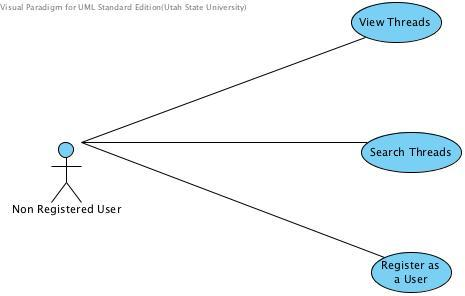 Visual Paradigm for UML Standard Edition(Utah State University)
View Threads
Search Threads
Non Registered User
Register as
a User